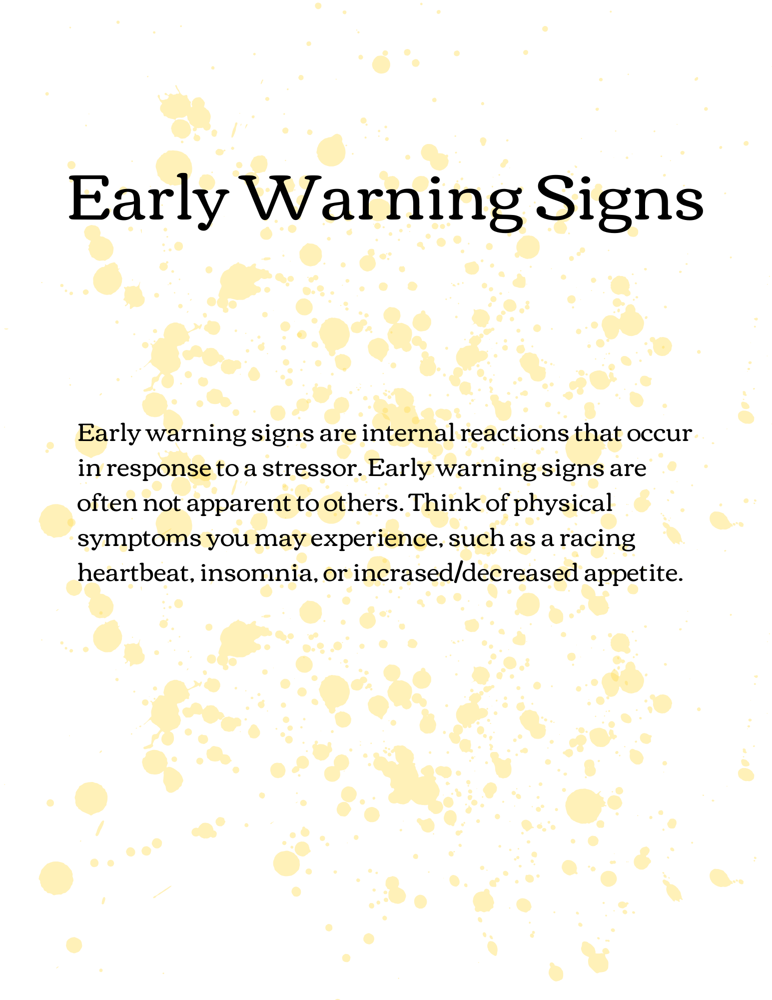 Early Warning Signs
Early warning signs are internal reactions that occur
in response to a stressor. Early warning signs are
often not apparent to others. Think of physical
symptoms you may experience, such as a racing
heartbeat, insomnia, or incrased/decreased appetite.